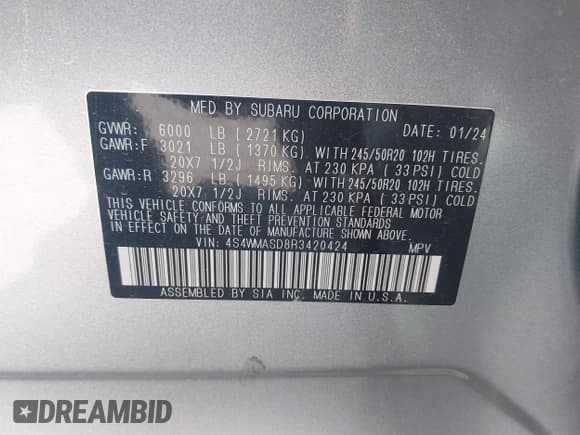 MFD BY SUBARU CORPORATION
GVWR: 6000 LB ( 2721 KG) DATE: 01/24
GAWR:F 3021 LB ( 1370 KG) WITH 245/50R20 102H TIRES.
20X7 1/2J RIMS. AT 230 KPA ( 33 PSI) COLD
GAWR:R 3296 LB ( 1495 KG) WITH 245/50R20 102H TIRES.
20X7 1/2J RIMS. AT 230 KPA ( 33 PSI) COLD
THIS VEHICLE CONFORMS TO ALL APPLICABLE FEDERAL MOTOR
VEHICLE SAFETY AND THEFT PREVENTION STANDARDS
IN EFFECT ON THE DATE OF MANUFACTURE SHOWN ABOVE.
VIN: 4S4WMASD8R3420424 MPV
ASSEMBLED BY SIA INC. MADE IN U.S.A.
DREAMBID